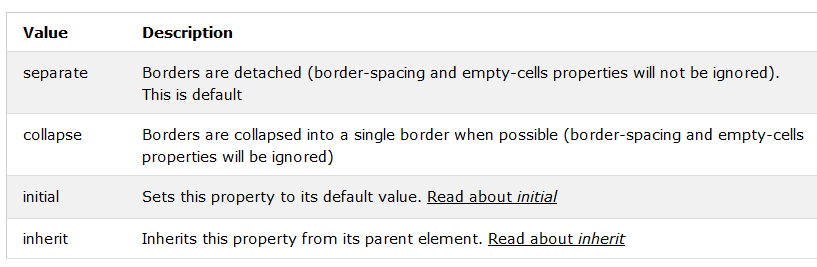 Value Description
separate Borders are detached (border-spacing and empty-cells properties will not be ignored).
This is default
collapse Borders are collapsed into a single border when possible (border-spacing and empty-cells
properties will be ignored)
initial Sets this property to its default value. Read about initial
inherit Inherits this property from its parent element. Read about inherit